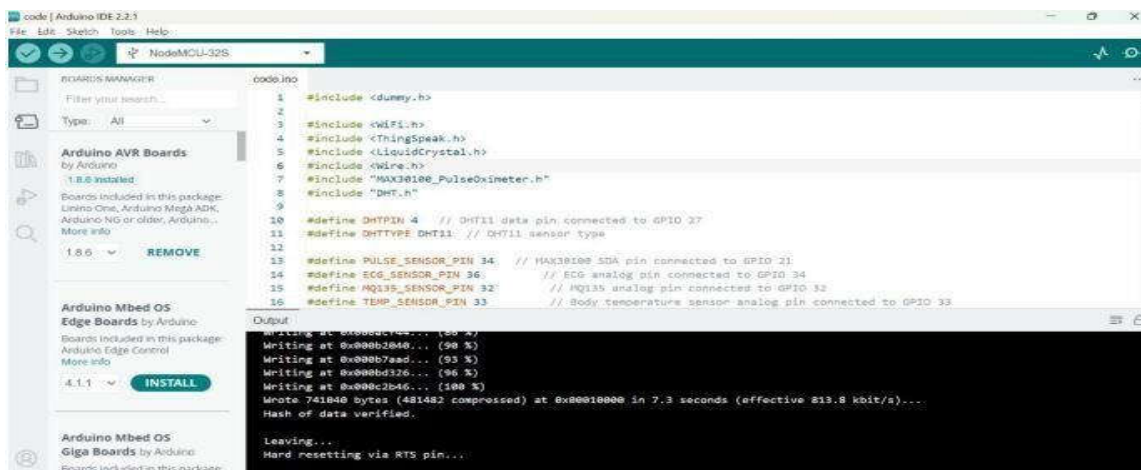 code | Arduino IDE 2.2.1
File Edit Sketch Tools Help
NodeMCU-32S
BOARDS MANAGER
Filter your search...
Type: All
Arduino AVR Boards
by Arduino
1.8.6 installed
Boards included in this package:
Linino One, Arduino Mega ADK,
Arduino NG or older, Arduino...
More info
1.8.6 REMOVE
Arduino Mbed OS
Edge Boards by Arduino
Boards included in this package:
Arduino Edge Control
More info
4.1.1 INSTALL
Arduino Mbed OS
Giga Boards by Arduino
Boards included in this package:
code.ino
1 #include <dummy.h>
2
3 #include <WiFi.h>
4 #include <ThingSpeak.h>
5 #include <LiquidCrystal.h>
6 #include <Wire.h>
7 #include "MAX30100_PulseOximeter.h"
8 #include "DHT.h"
9
10 #define DHTPIN 4 // DHT11 data pin connected to GPIO 27
11 #define DHTTYPE DHT11 // DHT11 sensor type
12
13 #define PULSE_SENSOR_PIN 34 // MAX30100 SDA pin connected to GPIO 21
14 #define ECG_SENSOR_PIN 36 // ECG analog pin connected to GPIO 34
15 #define MQ135_SENSOR_PIN 32 // MQ135 analog pin connected to GPIO 32
16 #define TEMP_SENSOR_PIN 33 // Body temperature sensor analog pin connected to GPIO 33
Output
Writing at
Writing at 0x000b2040... (90 %)
Writing at 0x000b7aad... (93 %)
Writing at 0x000bd326... (96 %)
Writing at 0x000c2b46... (100 %)
Wrote 741040 bytes (481482 compressed) at 0x00010000 in 7.3 seconds (effective 813.8 kbit/s)...
Hash of data verified.
Leaving...
Hard resetting via RTS pin...